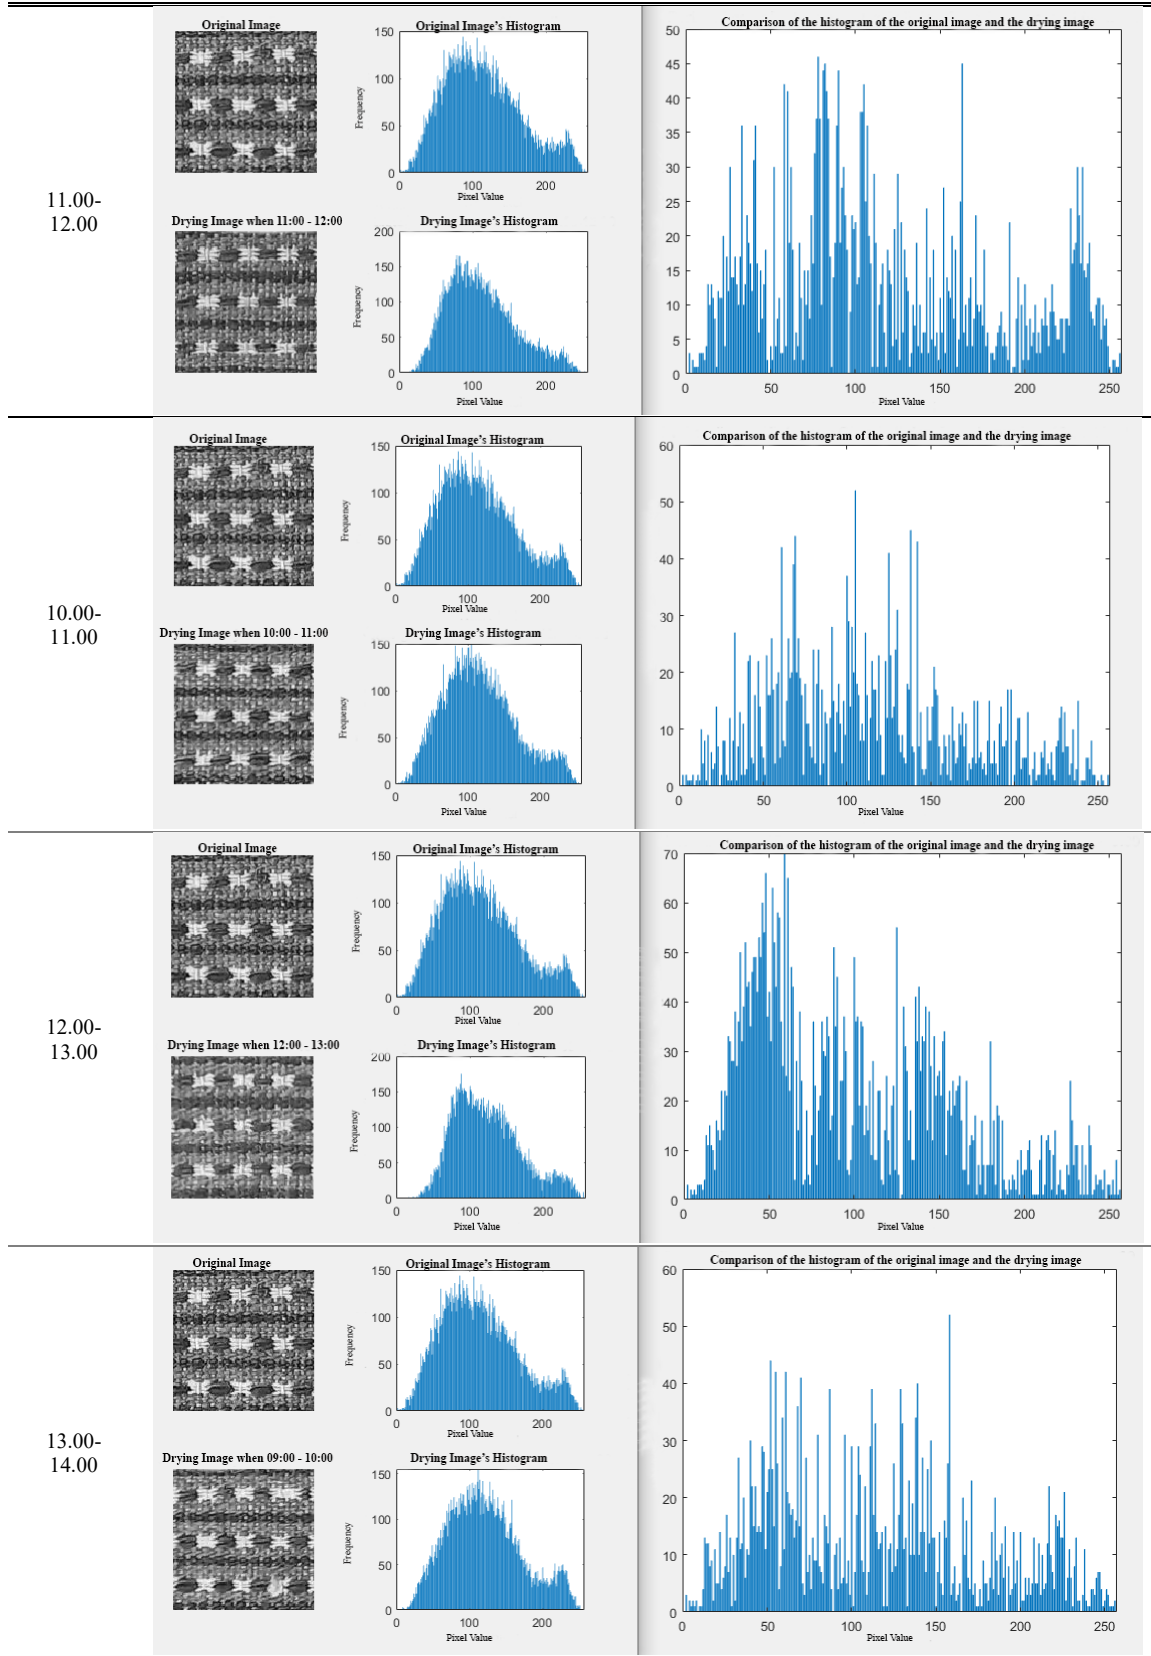 11.00-
12.00
Original Image
Original Image's Histogram
150
100
50
0
0 100 200
Frequency
Pixel Value
Drying Image when 11:00 - 12:00
Drying Image's Histogram
200
150
100
50
0
0 100 200
Frequency
Pixel Value
Comparison of the histogram of the original image and the drying image
50
45
40
35
30
25
20
15
10
5
0
0 50 100 150 200 250
Pixel Value
10.00-
11.00
Original Image
Original Image's Histogram
150
100
50
0
0 100 200
Frequency
Pixel Value
Drying Image when 10:00 - 11:00
Drying Image's Histogram
150
100
50
0
0 100 200
Frequency
Pixel Value
Comparison of the histogram of the original image and the drying image
60
50
40
30
20
10
0
0 50 100 150 200 250
Pixel Value
12.00-
13.00
Original Image
Original Image's Histogram
150
100
50
0
0 100 200
Frequency
Pixel Value
Drying Image when 12:00 - 13:00
Drying Image's Histogram
200
150
100
50
0
0 100 200
Frequency
Pixel Value
Comparison of the histogram of the original image and the drying image
70
60
50
40
30
20
10
0
0 50 100 150 200 250
Pixel Value
13.00-
14.00
Original Image
Original Image's Histogram
150
100
50
0
0 100 200
Frequency
Pixel Value
Drying Image when 09:00 - 10:00
Drying Image's Histogram
150
100
50
0
0 100 200
Frequency
Pixel Value
Comparison of the histogram of the original image and the drying image
60
50
40
30
20
10
0
0 50 100 150 200 250
Pixel Value